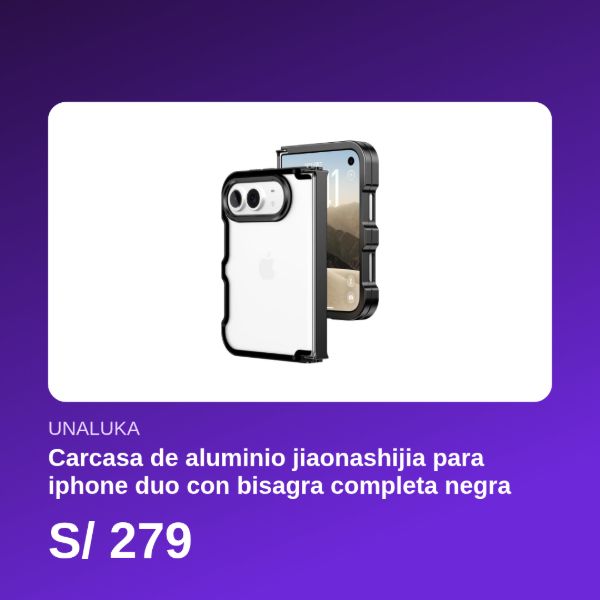 UNALUKA
Carcasa de aluminio jiaonashijia para
iphone duo con bisagra completa negra
S/ 279